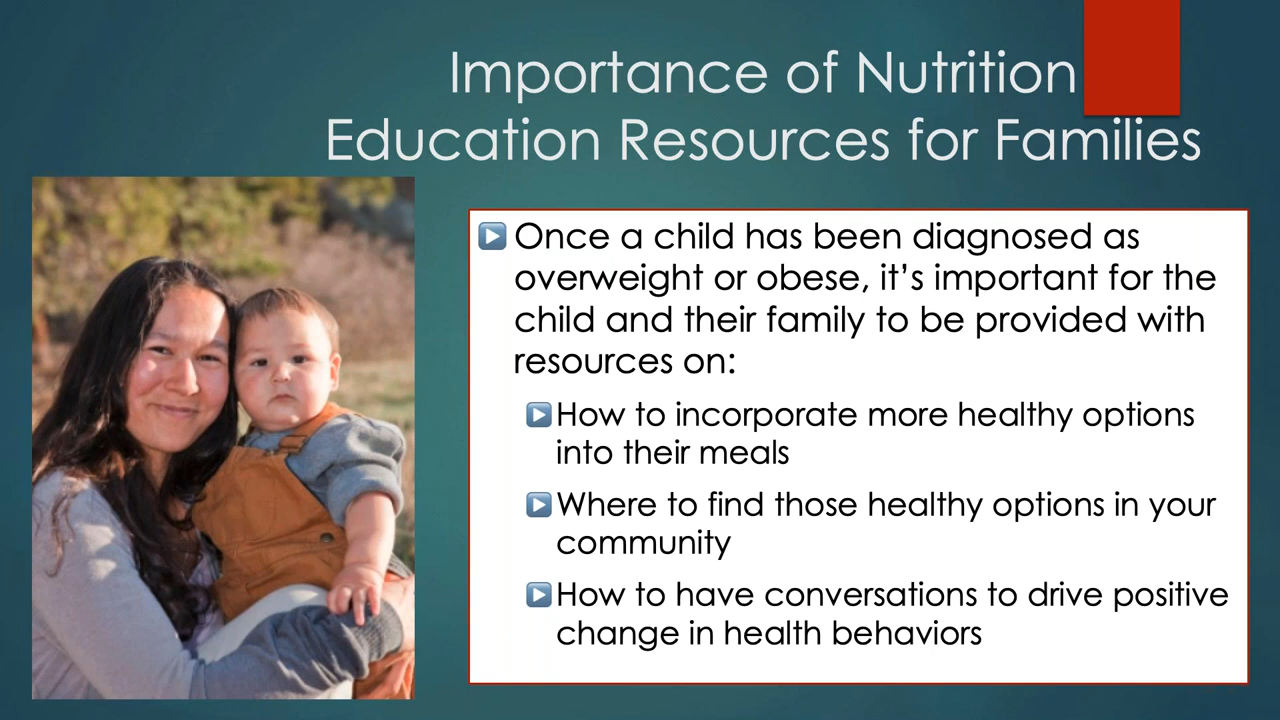 Importance of Nutrition
Education Resources for Families
Once a child has been diagnosed as
overweight or obese, it’s important for the
child and their family to be provided with
resources on:
How to incorporate more healthy options
into their meals
Where to find those healthy options in your
community
How to have conversations to drive positive
change in health behaviors